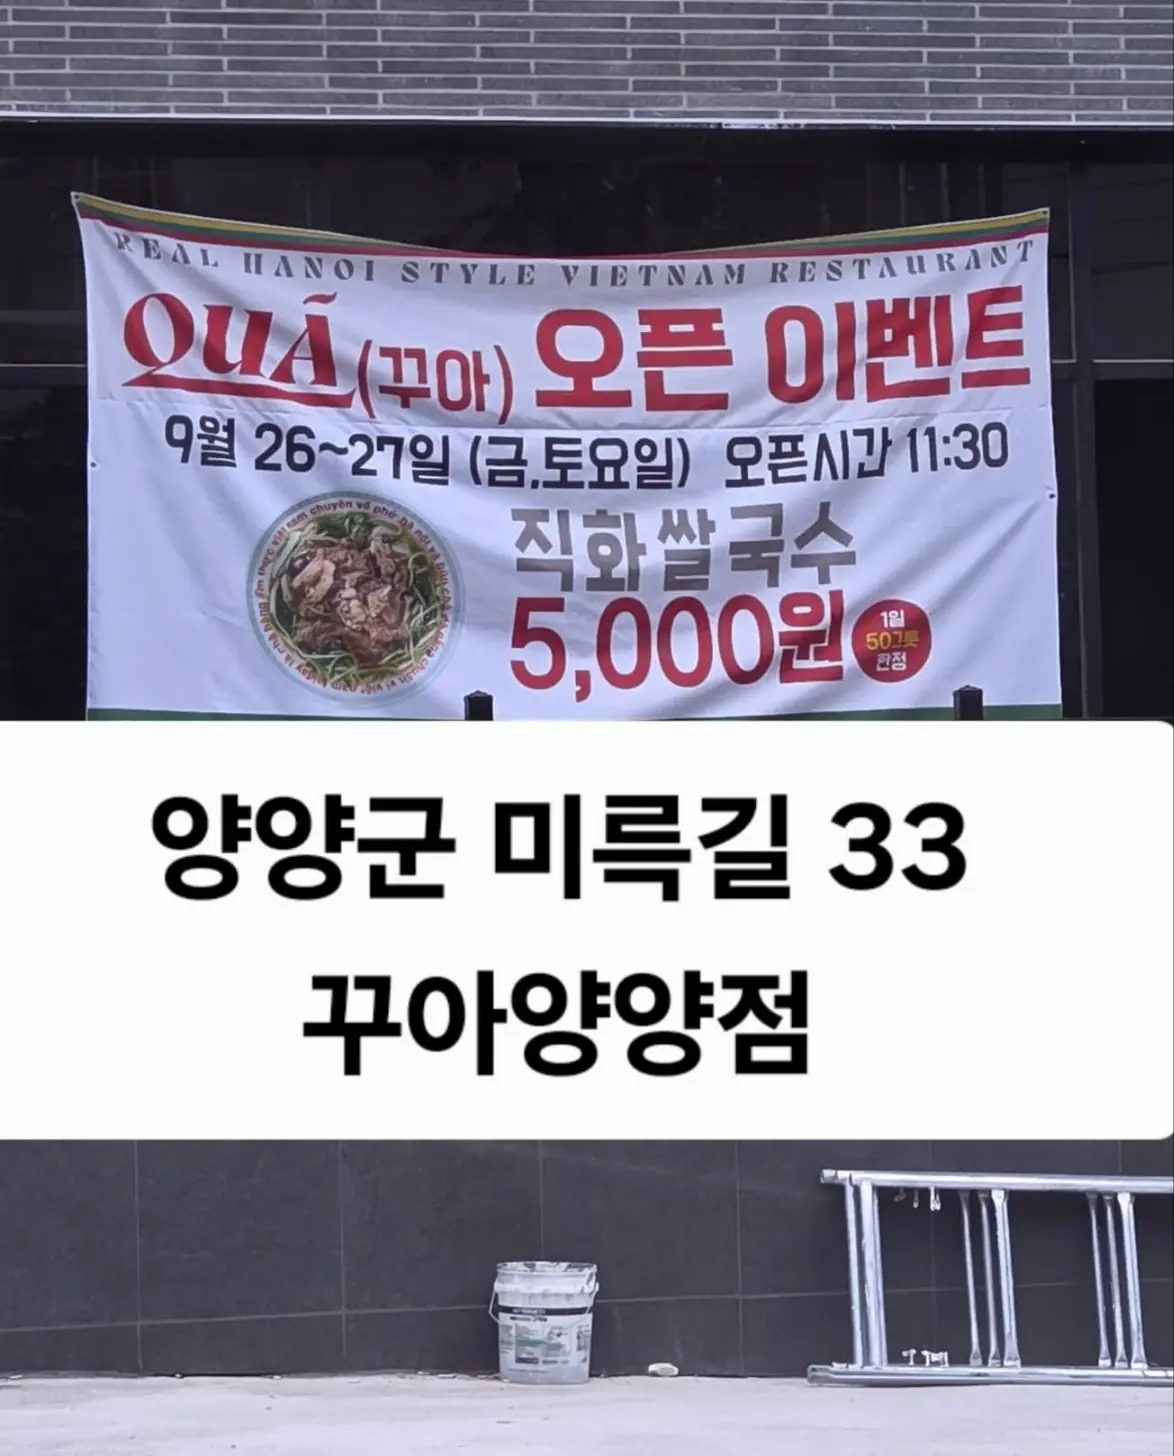 REAL HANOI STYLE VIETNAM RESTAURANT
QUÃ(꾸아) 오픈 이벤트
9월 26~27일 (금,토요일) 오픈시간 11:30
직화쌀국수
5,000원
1일
50그릇
한정
양양군 미륵길 33
꾸아양양점